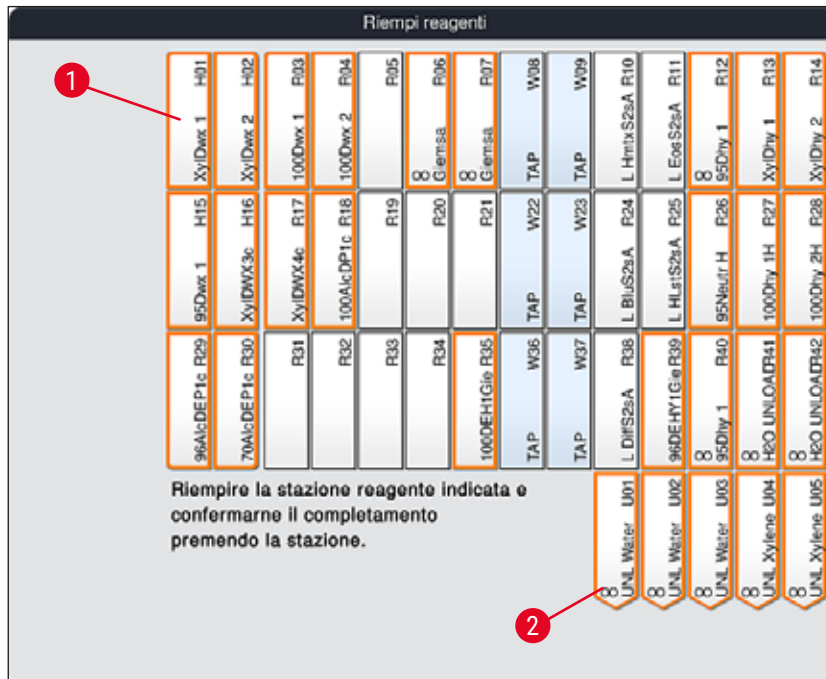 Riempi reagenti
1
XylDwx 1 H01
XylDwx 2 H02
100Dwx 1 R03
100Dwx 2 R04
R05
∞ Giemsa R06
∞ Giemsa R07
TAP W08
TAP W09
L HmtxS2sA R10
L EosS2sA R11
∞ 95Dhy 1 R12
XylDhy 1 R13
XylDhy 2 R14
95Dwx 1 H15
XylDWX3c H16
XylDWX4c R17
100AlcDP1c R18
R19
R20
R21
TAP W22
TAP W23
L BluS2sA R24
L HLstS2sA R25
95Neutr H R26
100Dhy 1H R27
100Dhy 2H R28
96AlcDEP1c R29
70AlcDEP1c R30
R31
R32
R33
R34
100DEH1Gie R35
TAP W36
TAP W37
L DiffS2sA R38
96DEHY1Gie R39
∞ 95Dhy 1 R40
∞ H2O UNLOAD R41
∞ H2O UNLOAD R42
Riempire la stazione reagente indicata e
confermarne il completamento
premendo la stazione.
∞ UNL Water U01
∞ UNL Water U02
∞ UNL Water U03
∞ UNL Xylene U04
∞ UNL Xylene U05
2